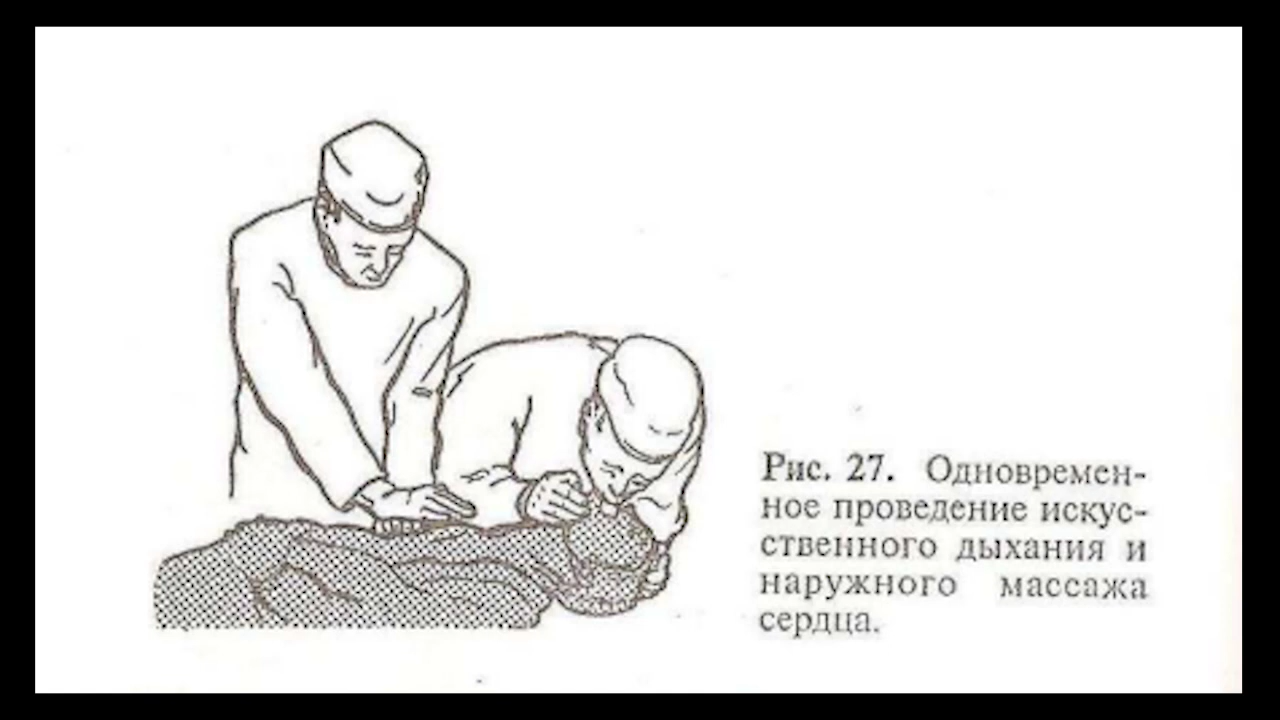 Рис. 27. Одновремен-
ное проведение искус-
ственного дыхания и
наружного массажа
сердца.